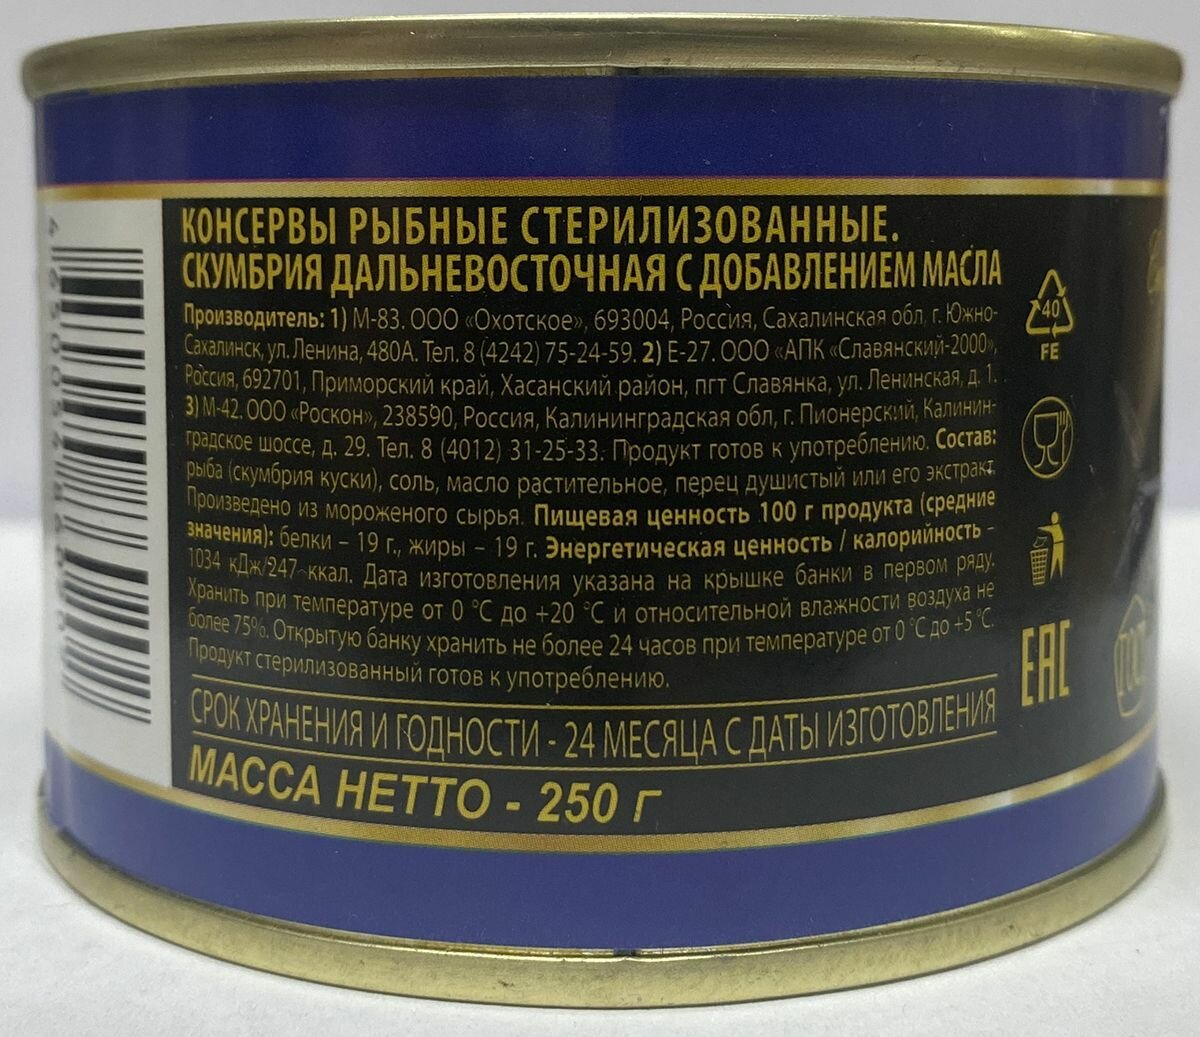 КОНСЕРВЫ РЫБНЫЕ СТЕРИЛИЗОВАННЫЕ.
СКУМБРИЯ ДАЛЬНЕВОСТОЧНАЯ С ДОБАВЛЕНИЕМ МАСЛА
Производитель: 1) М-83. ООО «Охотское», 693004, Россия, Сахалинская обл, г. Южно-
Сахалинск, ул. Ленина, 480А. Тел. 8 (4242) 75-24-59. 2) Е-27. ООО «АПК «Славянский-2000»,
Россия, 692701, Приморский край, Хасанский район, пгт Славянка, ул. Ленинская, д. 1.
3) М-42. ООО «Роскон», 238590, Россия, Калининградская обл, г. Пионерский, Калинин-
градское шоссе, д. 29. Тел. 8 (4012) 31-25-33. Продукт готов к употреблению. Состав:
рыба (скумбрия куски), соль, масло растительное, перец душистый или его экстракт.
Произведено из мороженого сырья. Пищевая ценность 100 г продукта (средние
значения): белки – 19 г., жиры – 19 г. Энергетическая ценность / калорийность –
1034 кДж/247 ккал. Дата изготовления указана на крышке банки в первом ряду.
Хранить при температуре от 0 °С до +20 °С и относительной влажности воздуха не
более 75%. Открытую банку хранить не более 24 часов при температуре от 0 °С до +5 °С.
Продукт стерилизованный готов к употреблению.
СРОК ХРАНЕНИЯ И ГОДНОСТИ - 24 МЕСЯЦА С ДАТЫ ИЗГОТОВЛЕНИЯ
МАССА НЕТТО - 250 Г
40
FE
EAC
ГОСТ